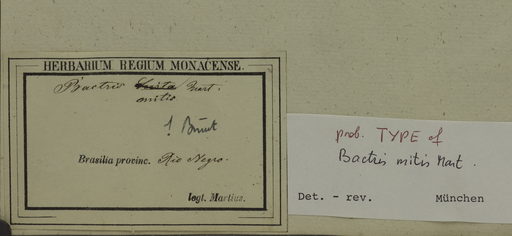 HERBARIUM REGIUM MONACENSE.
Bactris Mart.
mitis
! Burret
Brasilia provinc. Rio Negro.
legt. Martius.
prob. TYPE of
Bactris mitis Mart.
Det. - rev. München